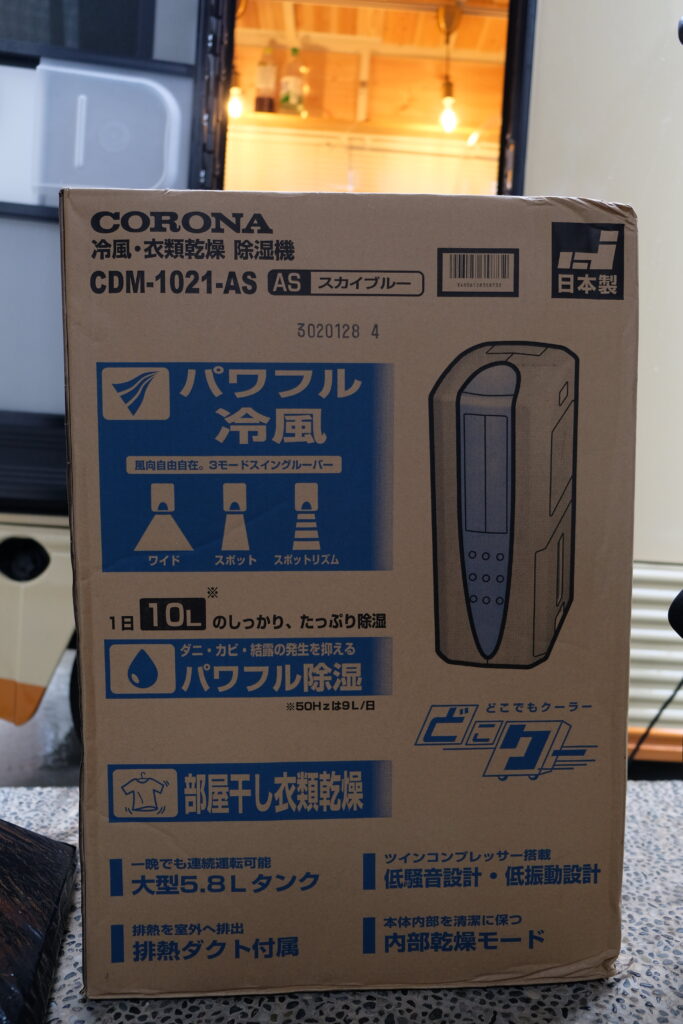 CORONA
冷風・衣類乾燥 除湿機
CDM-1021-AS AS スカイブルー
日本製
3020128 4
パワフル
冷風
風向自由自在。3モードスイングルーバー
ワイド スポット スポットリズム
1日 10L※ のしっかり、たっぷり除湿
ダニ・カビ・結露の発生を抑える
パワフル除湿
※50Hzは9L/日
どこでもクーラー
どこクー
部屋干し衣類乾燥
一晩でも連続運転可能
大型5.8Lタンク
ツインコンプレッサー搭載
低騒音設計・低振動設計
排熱を室外へ排出
排熱ダクト付属
本体内部を清潔に保つ
内部乾燥モード